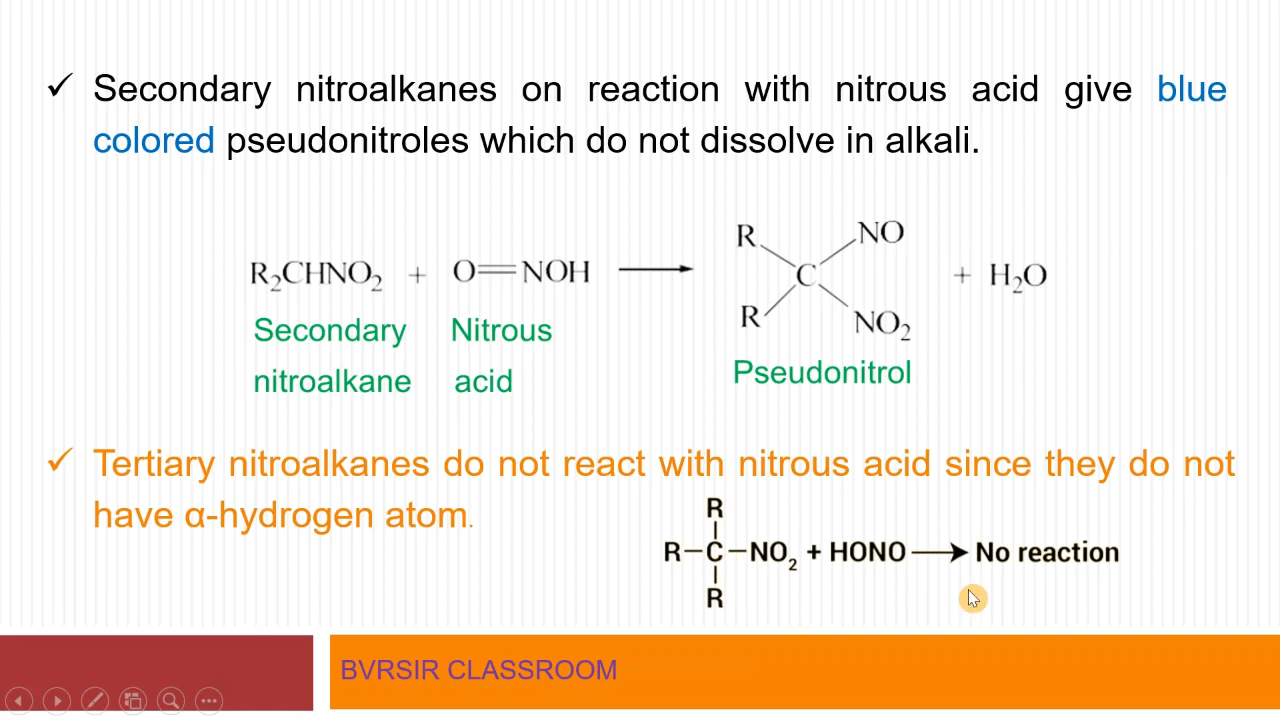 ✓ Secondary nitroalkanes on reaction with nitrous acid give blue
colored pseudonitroles which do not dissolve in alkali.
R₂CHNO₂ + O=NOH ⟶ R R C NO NO₂ + H₂O
Secondary Nitrous
nitroalkane acid
Pseudonitrol
✓ Tertiary nitroalkanes do not react with nitrous acid since they do not
have α-hydrogen atom.
R
R–C–NO₂ + HONO ⟶ No reaction
R
BVRSIR CLASSROOM